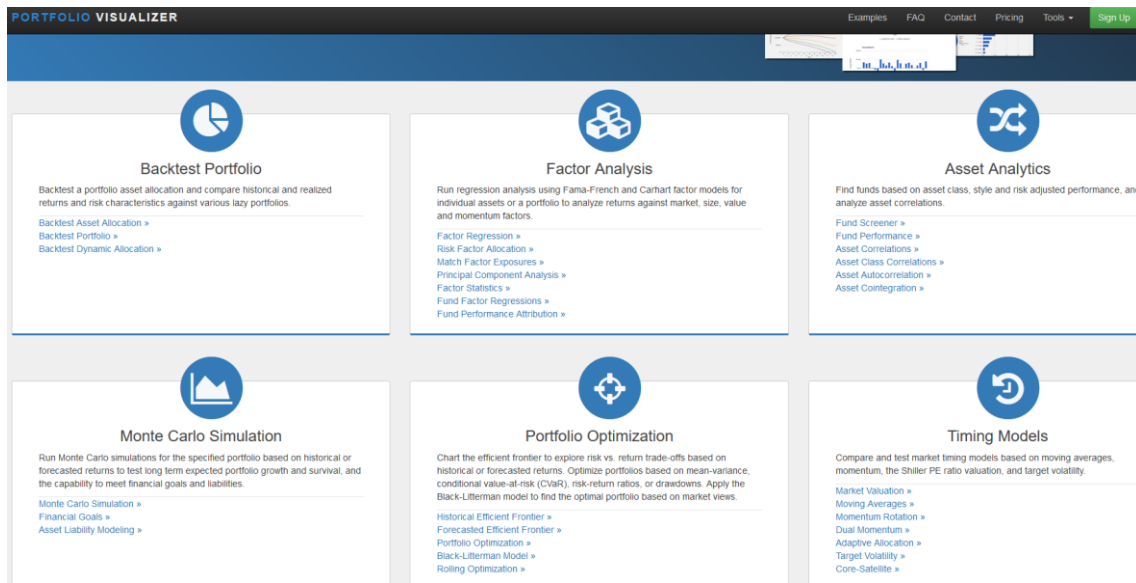 PORTFOLIO VISUALIZER
Examples FAQ Contact Pricing Tools Sign Up
Backtest Portfolio
Backtest a portfolio asset allocation and compare historical and realized
returns and risk characteristics against various lazy portfolios.
Backtest Asset Allocation »
Backtest Portfolio »
Backtest Dynamic Allocation »
Factor Analysis
Run regression analysis using Fama-French and Carhart factor models for
individual assets or a portfolio to analyze returns against market, size, value
and momentum factors.
Factor Regression »
Risk Factor Allocation »
Match Factor Exposures »
Principal Component Analysis »
Factor Statistics »
Fund Factor Regressions »
Fund Performance Attribution »
Asset Analytics
Find funds based on asset class, style and risk adjusted performance, and
analyze asset correlations.
Fund Screener »
Fund Performance »
Asset Correlations »
Asset Class Correlations »
Asset Autocorrelation »
Asset Cointegration »
Monte Carlo Simulation
Run Monte Carlo simulations for the specified portfolio based on historical or
forecasted returns to test long term expected portfolio growth and survival, and
the capability to meet financial goals and liabilities.
Monte Carlo Simulation »
Financial Goals »
Asset Liability Modeling »
Portfolio Optimization
Chart the efficient frontier to explore risk vs. return trade-offs based on
historical or forecasted returns. Optimize portfolios based on mean-variance,
conditional value-at-risk (CVaR), risk-return ratios, or drawdowns. Apply the
Black-Litterman model to find the optimal portfolio based on market views.
Historical Efficient Frontier »
Forecasted Efficient Frontier »
Portfolio Optimization »
Black-Litterman Model »
Rolling Optimization »
Timing Models
Compare and test market timing models based on moving averages,
momentum, the Shiller PE ratio valuation, and target volatility.
Market Valuation »
Moving Averages »
Momentum Rotation »
Dual Momentum »
Adaptive Allocation »
Target Volatility »
Core-Satellite »